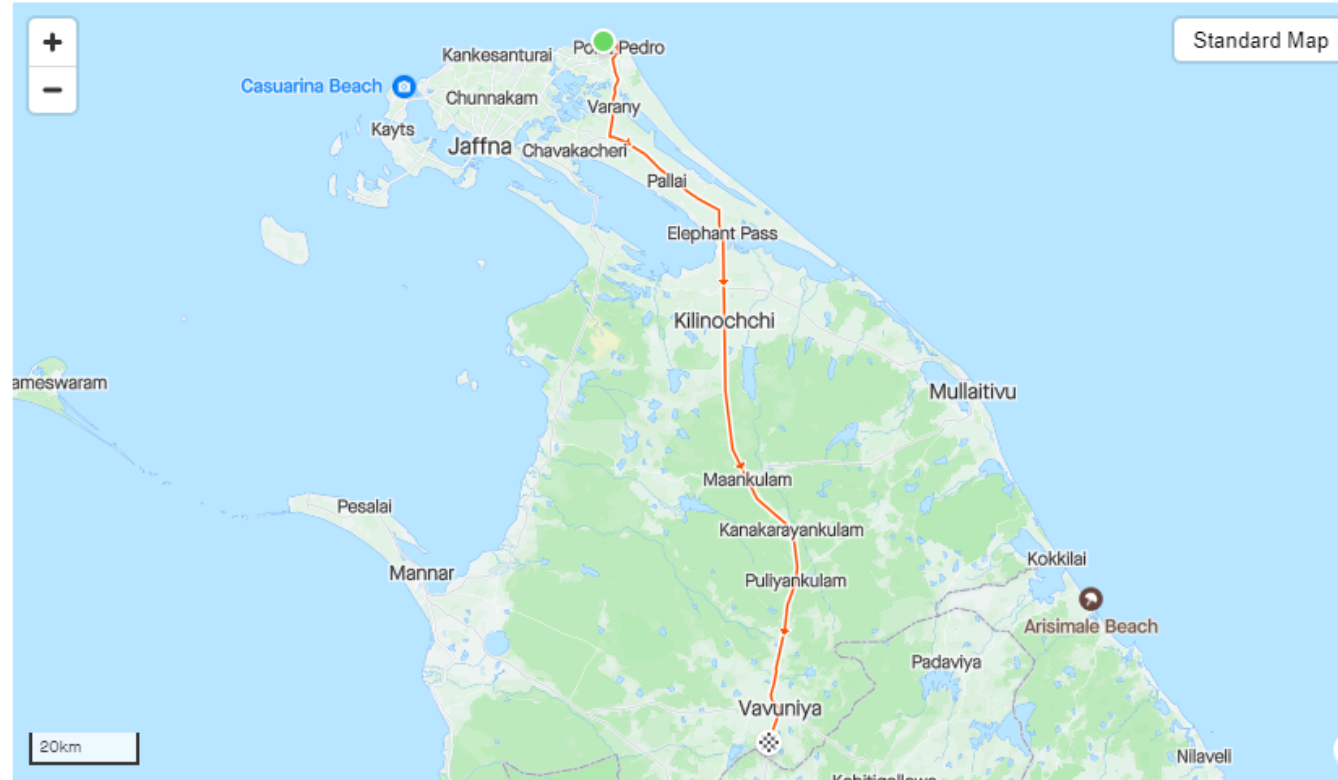 +
Standard Map
Kankesanturai
Pedro
Casuarina Beach
Chunnakam
Varany
Kayts
Jaffna
Chavakacheri
Pallai
Elephant Pass
Kilinochchi
ameswaram
Mullaitivu
Maankulam
Pesalai
Kanakarayankulam
Kokkilai
Mannar
Puliyankulam
Arisimale Beach
Padaviya
Vavuniya
20km
Nilaveli